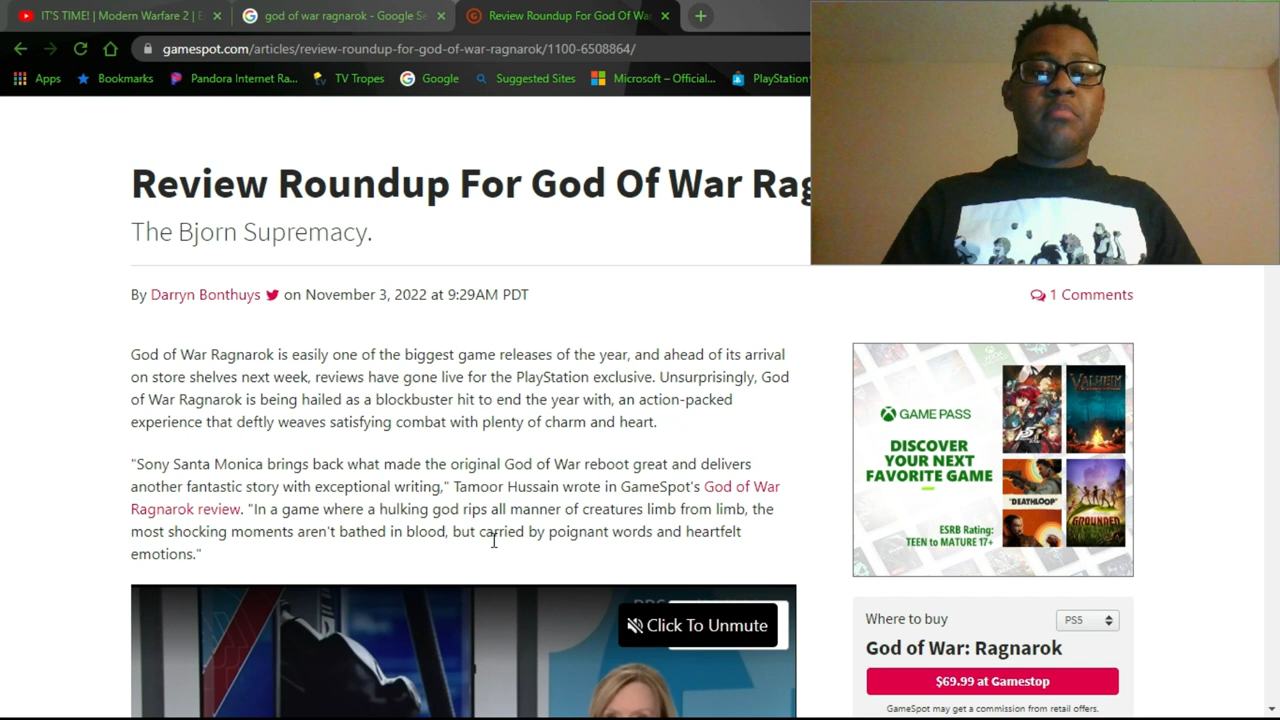 IT'S TIME! | Modern Warfare 2 |
god of war ragnarok - Google Se
Review Roundup For God Of Wa
gamespot.com/articles/review-roundup-for-god-of-war-ragnarok/1100-6508864/
Apps
Bookmarks
Pandora Internet Ra...
TV Tropes
Google
Suggested Sites
Microsoft – Official...
PlayStation
Review Roundup For God Of War Rag
The Bjorn Supremacy.
By Darryn Bonthuys on November 3, 2022 at 9:29AM PDT
1 Comments
God of War Ragnarok is easily one of the biggest game releases of the year, and ahead of its arrival
on store shelves next week, reviews have gone live for the PlayStation exclusive. Unsurprisingly, God
of War Ragnarok is being hailed as a blockbuster hit to end the year with, an action-packed
experience that deftly weaves satisfying combat with plenty of charm and heart.
"Sony Santa Monica brings back what made the original God of War reboot great and delivers
another fantastic story with exceptional writing," Tamoor Hussain wrote in GameSpot's God of War
Ragnarok review. "In a game where a hulking god rips all manner of creatures limb from limb, the
most shocking moments aren't bathed in blood, but carried by poignant words and heartfelt
emotions."
Click To Unmute
GAME PASS
DISCOVER
YOUR NEXT
FAVORITE GAME
ESRB Rating:
TEEN to MATURE 17+
VALHEIM
"DEATHLOOP"
GROUNDED
Where to buy
PS5
God of War: Ragnarok
$69.99 at Gamestop
GameSpot may get a commission from retail offers.